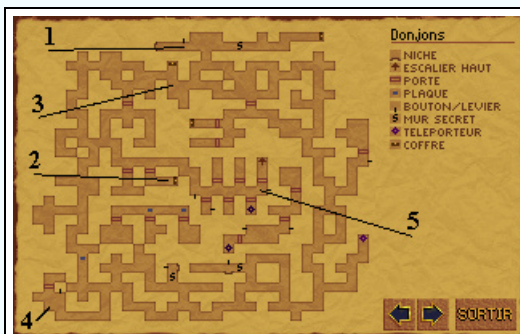 1
3
2
4
5
S
S
S
Donjons
NICHE
ESCALIER HAUT
PORTE
PLAQUE
BOUTON/LEVIER
S MUR SECRET
TELEPORTEUR
COFFRE
SORTIR